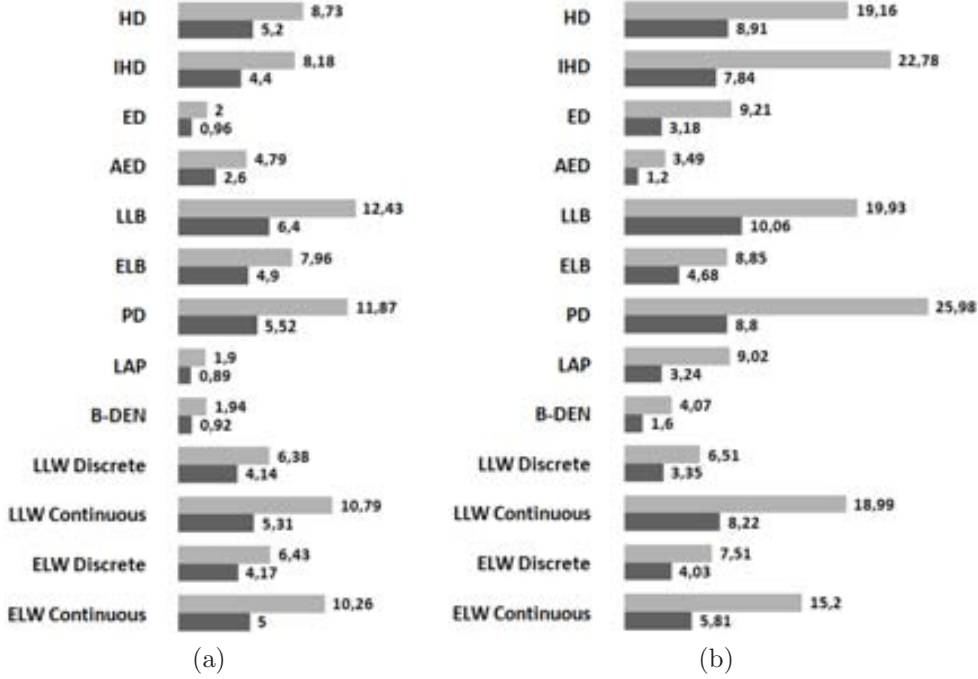 HD 8,73
5,2
IHD 8,18
4,4
ED 2
0,96
AED 4,79
2,6
LLB 12,43
6,4
ELB 7,96
4,9
PD 11,87
5,52
LAP 1,9
0,89
B-DEN 1,94
0,92
LLW Discrete 6,38
4,14
LLW Continuous 10,79
5,31
ELW Discrete 6,43
4,17
ELW Continuous 10,26
5
(a)
HD 19,16
8,91
IHD 22,78
7,84
ED 9,21
3,18
AED 3,49
1,2
LLB 19,93
10,06
ELB 8,85
4,68
PD 25,98
8,8
LAP 9,02
3,24
B-DEN 4,07
1,6
LLW Discrete 6,51
3,35
LLW Continuous 18,99
8,22
ELW Discrete 7,51
4,03
ELW Continuous 15,2
5,81
(b)